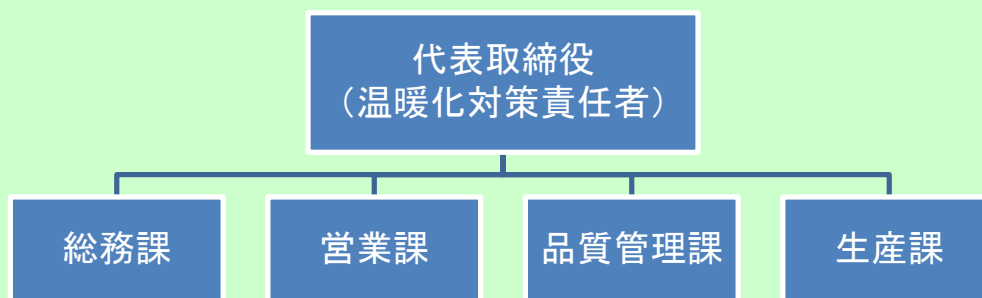 代表取締役
（温暖化対策責任者）
総務課
営業課
品質管理課
生産課